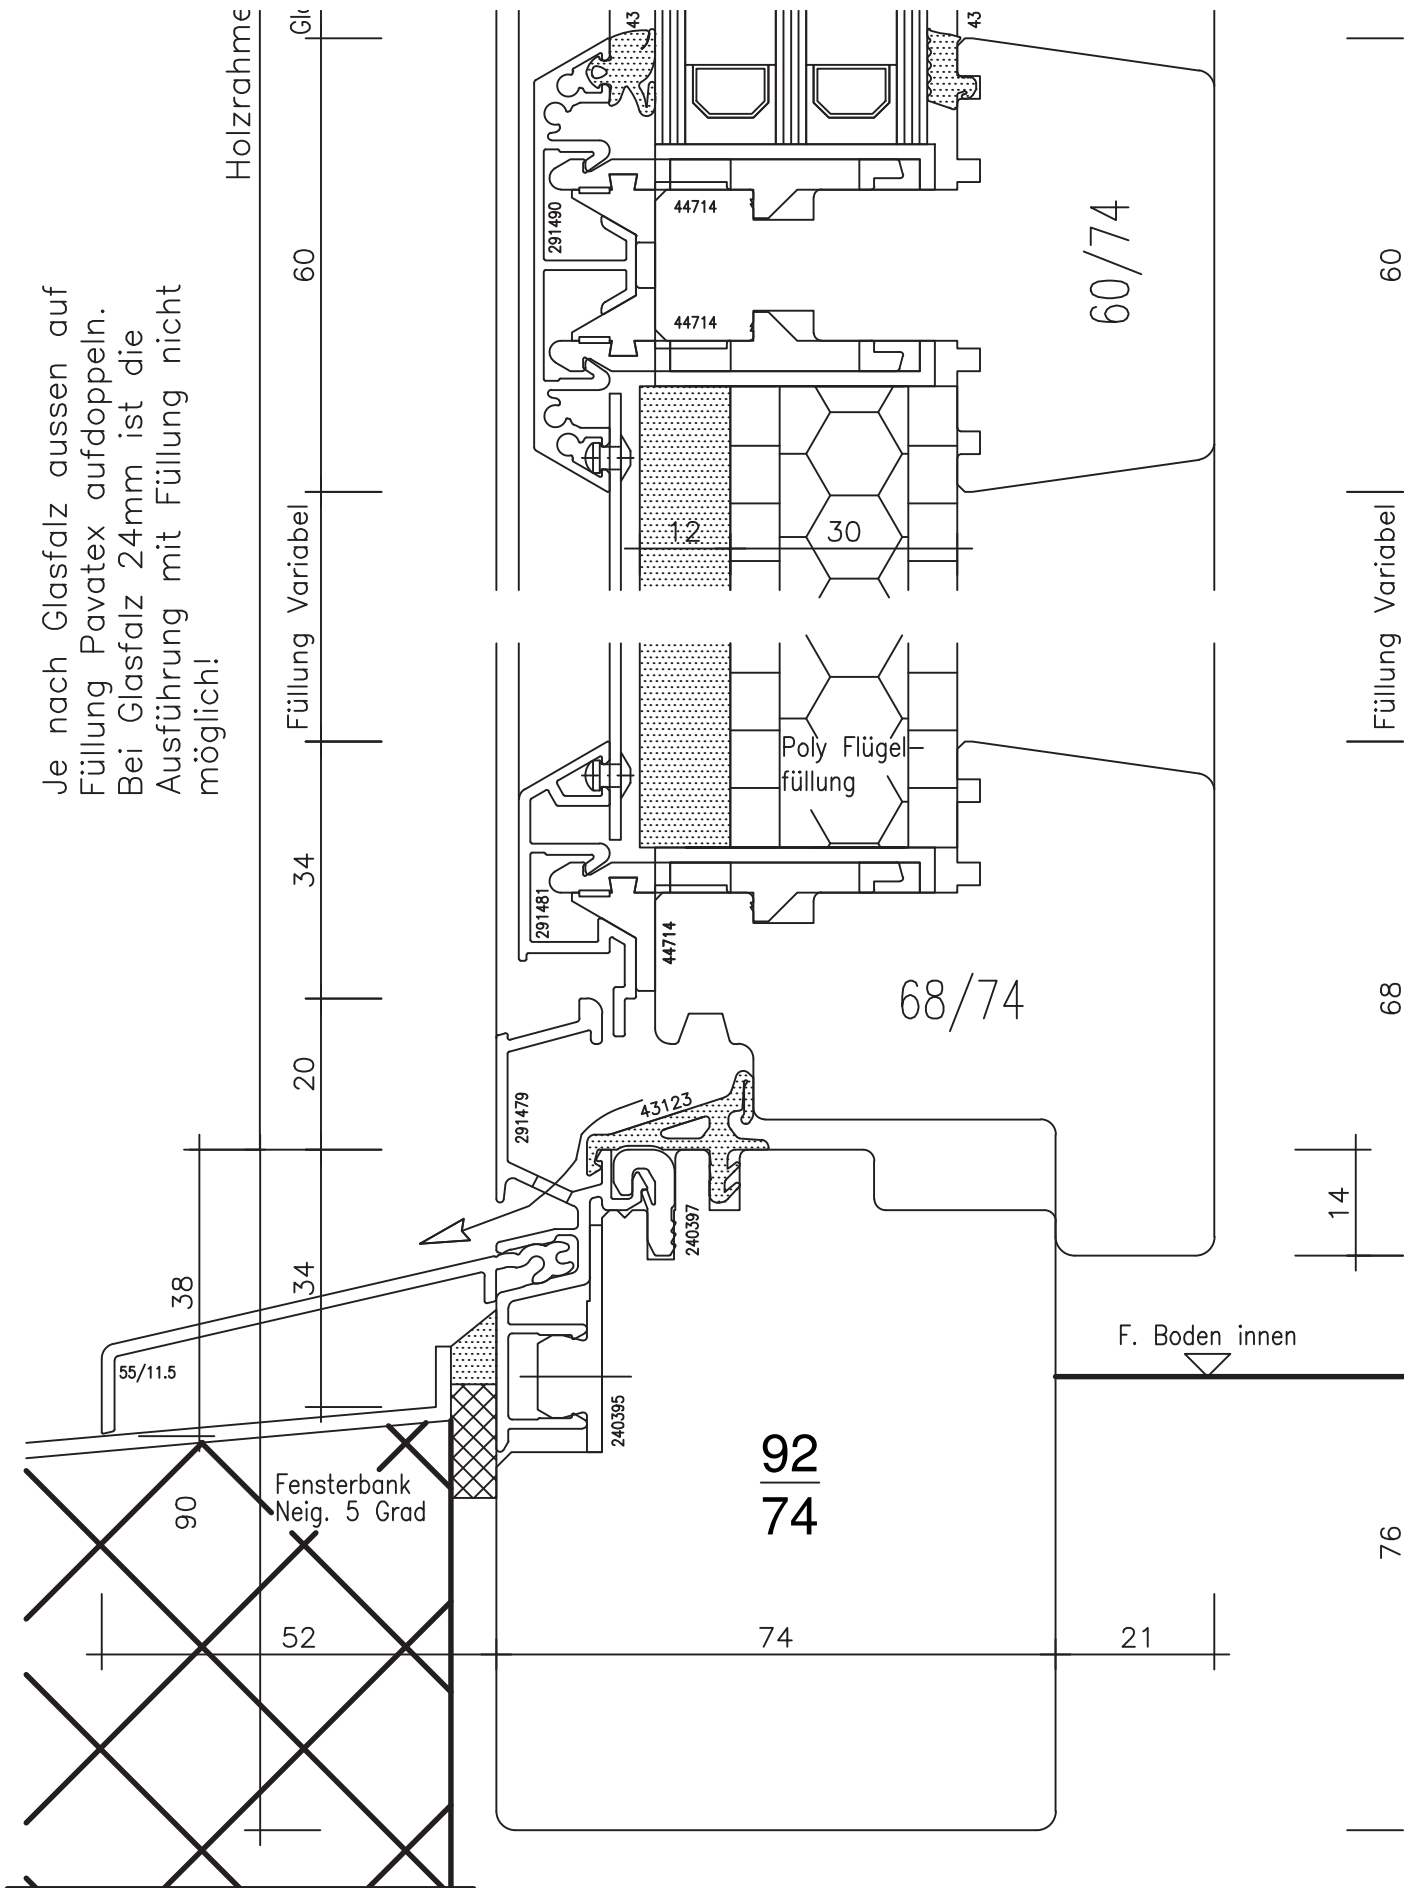 Je nach Glasfalz aussen auf
Füllung Pavatex aufdoppeln.
Bei Glasfalz 24mm ist die
Ausführung mit Füllung nicht
möglich!
Holzrahme
Gl
60
Füllung Variabel
34
20
34
38
90
43
43
291490
44714
44714
60/74
60
12
30
Füllung Variabel
Poly Flügel-
füllung
291481
44714
68/74
68
291479
43123
240397
14
55/11.5
F. Boden innen
240395
92
74
Fensterbank
Neig. 5 Grad
76
52
74
21